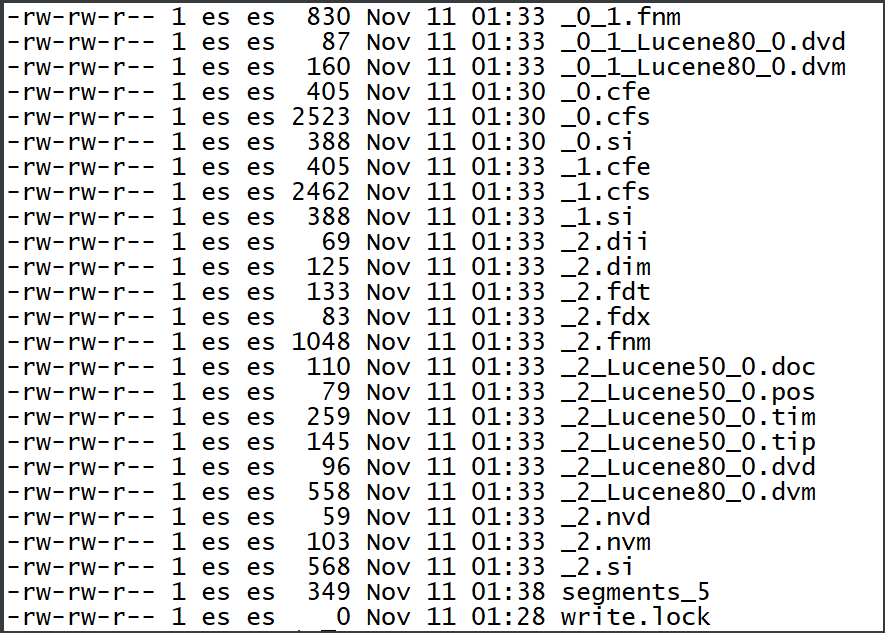 -rw-rw-r-- 1 es es  830 Nov 11 01:33 _0_1.fnm
-rw-rw-r-- 1 es es   87 Nov 11 01:33 _0_1_Lucene80_0.dvd
-rw-rw-r-- 1 es es  160 Nov 11 01:33 _0_1_Lucene80_0.dvm
-rw-rw-r-- 1 es es  405 Nov 11 01:30 _0.cfe
-rw-rw-r-- 1 es es 2523 Nov 11 01:30 _0.cfs
-rw-rw-r-- 1 es es  388 Nov 11 01:30 _0.si
-rw-rw-r-- 1 es es  405 Nov 11 01:33 _1.cfe
-rw-rw-r-- 1 es es 2462 Nov 11 01:33 _1.cfs
-rw-rw-r-- 1 es es  388 Nov 11 01:33 _1.si
-rw-rw-r-- 1 es es   69 Nov 11 01:33 _2.dii
-rw-rw-r-- 1 es es  125 Nov 11 01:33 _2.dim
-rw-rw-r-- 1 es es  133 Nov 11 01:33 _2.fdt
-rw-rw-r-- 1 es es   83 Nov 11 01:33 _2.fdx
-rw-rw-r-- 1 es es 1048 Nov 11 01:33 _2.fnm
-rw-rw-r-- 1 es es  110 Nov 11 01:33 _2_Lucene50_0.doc
-rw-rw-r-- 1 es es   79 Nov 11 01:33 _2_Lucene50_0.pos
-rw-rw-r-- 1 es es  259 Nov 11 01:33 _2_Lucene50_0.tim
-rw-rw-r-- 1 es es  145 Nov 11 01:33 _2_Lucene50_0.tip
-rw-rw-r-- 1 es es   96 Nov 11 01:33 _2_Lucene80_0.dvd
-rw-rw-r-- 1 es es  558 Nov 11 01:33 _2_Lucene80_0.dvm
-rw-rw-r-- 1 es es   59 Nov 11 01:33 _2.nvd
-rw-rw-r-- 1 es es  103 Nov 11 01:33 _2.nvm
-rw-rw-r-- 1 es es  568 Nov 11 01:33 _2.si
-rw-rw-r-- 1 es es  349 Nov 11 01:38 segments_5
-rw-rw-r-- 1 es es    0 Nov 11 01:28 write.lock